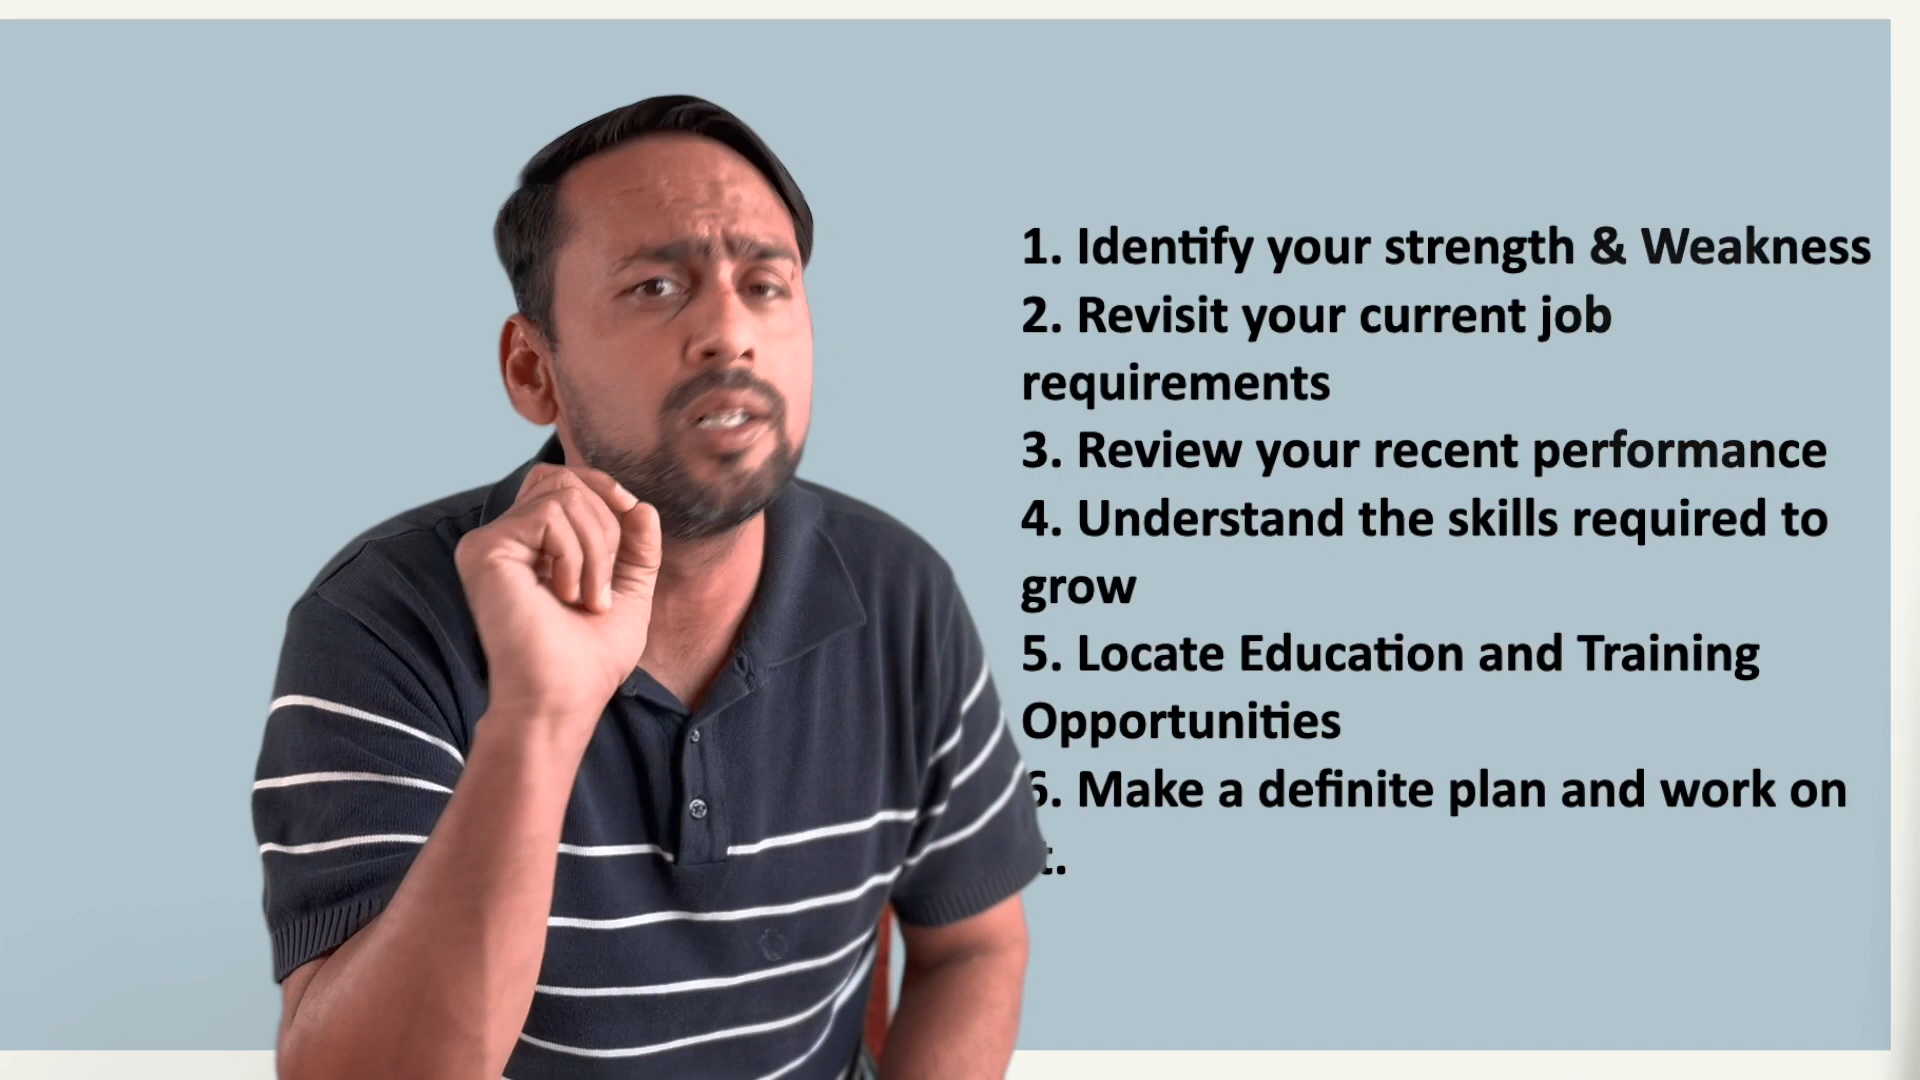 1. Identify your strength & Weakness
2. Revisit your current job
requirements
3. Review your recent performance
4. Understand the skills required to
grow
5. Locate Education and Training
Opportunities
6. Make a definite plan and work on
t.